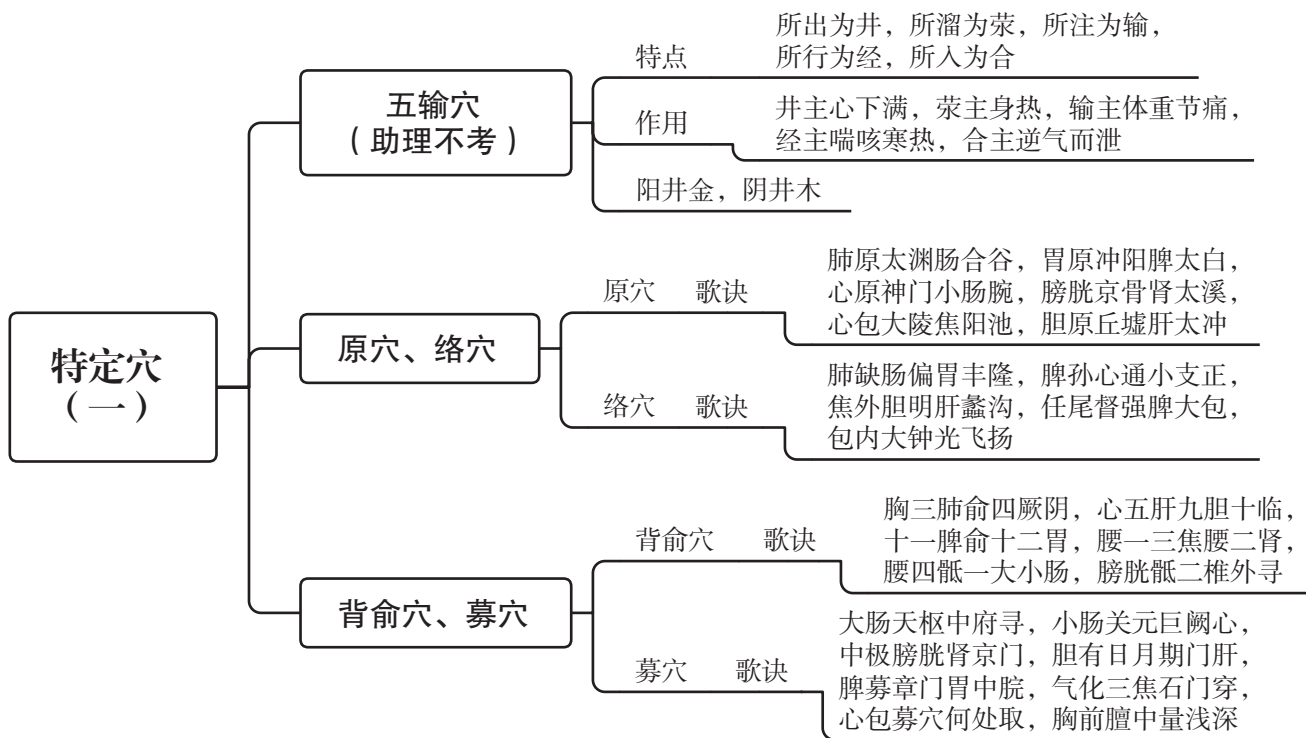 特定穴
（一）
五输穴
（助理不考）
特点
所出为井，所溜为荥，所注为输，
所行为经，所入为合
作用
井主心下满，荥主身热，输主体重节痛，
经主喘咳寒热，合主逆气而泄
阳井金，阴井木
原穴、络穴
原穴 歌诀
肺原太渊肠合谷，胃原冲阳脾太白，
心原神门小肠腕，膀胱京骨肾太溪，
心包大陵焦阳池，胆原丘墟肝太冲
络穴 歌诀
肺缺肠偏胃丰隆，脾孙心通小支正，
焦外胆明肝蠡沟，任尾督强脾大包，
包内大钟光飞扬
背俞穴、募穴
背俞穴 歌诀
胸三肺俞四厥阴，心五肝九胆十临，
十一脾俞十二胃，腰一三焦腰二肾，
腰四骶一大小肠，膀胱骶二椎外寻
募穴 歌诀
大肠天枢中府寻，小肠关元巨阙心，
中极膀胱肾京门，胆有日月期门肝，
脾募章门胃中脘，气化三焦石门穿，
心包募穴何处取，胸前膻中量浅深